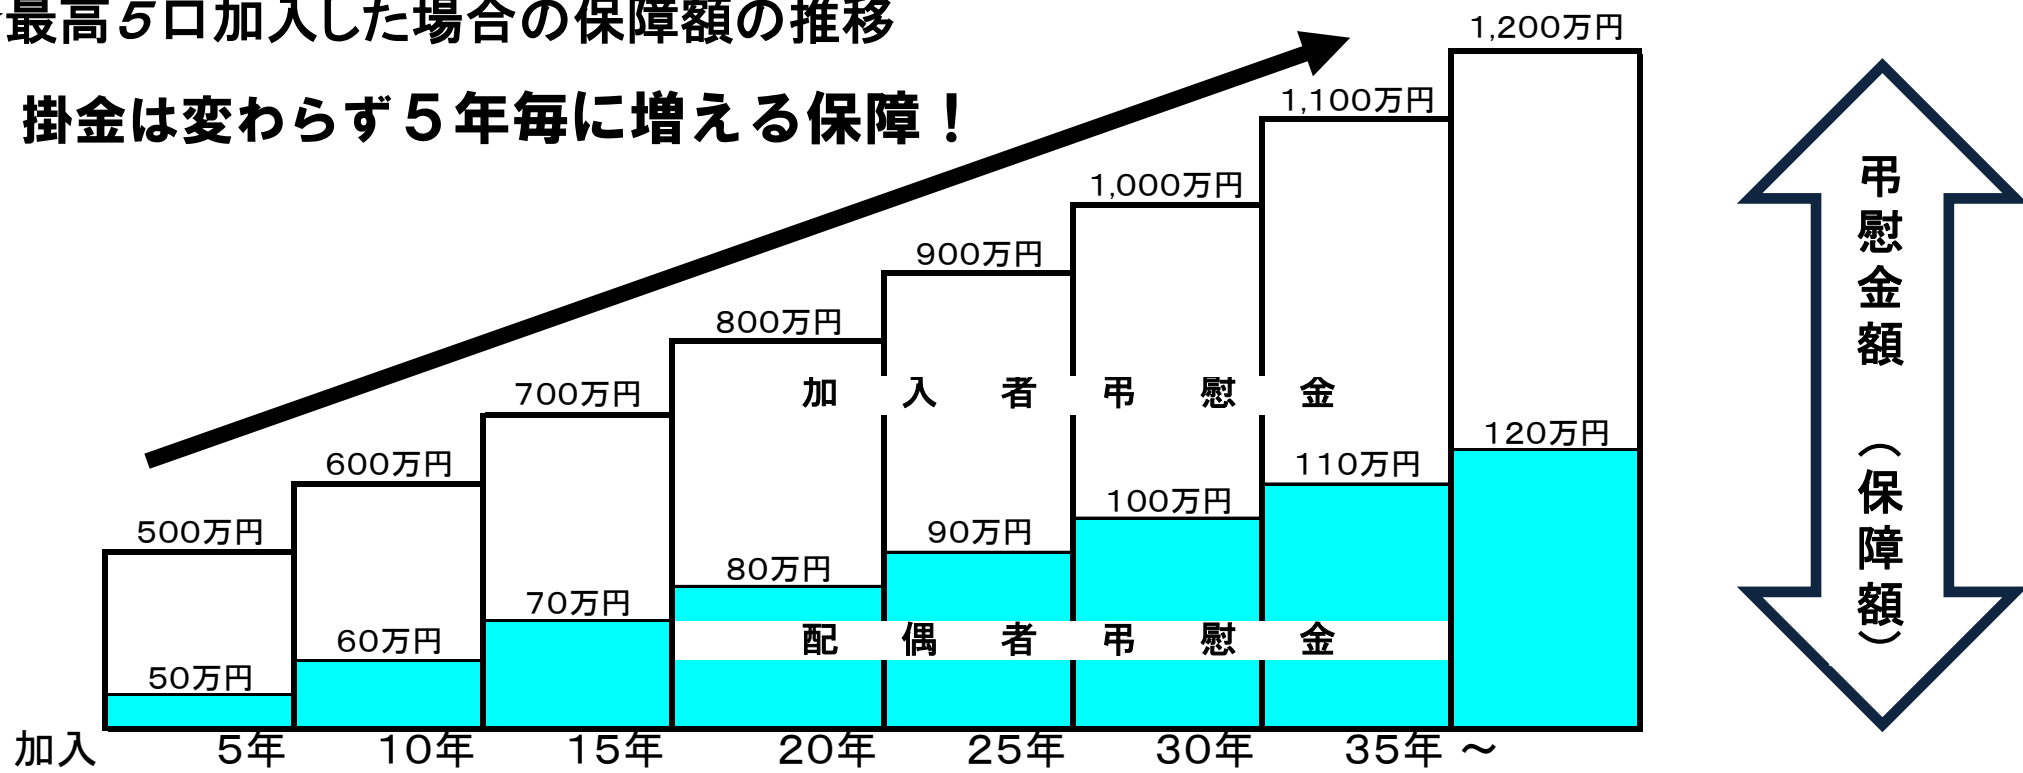 最高５口加入した場合の保障額の推移
掛金は変わらず５年毎に増える保障！
1,200万円
1,100万円
1,000万円
900万円
800万円
700万円
600万円
500万円
加入者弔慰金
120万円
110万円
100万円
90万円
80万円
70万円
60万円
50万円
配偶者弔慰金
加入 5年 10年 15年 20年 25年 30年 35年 ～
弔慰金額（保障額）